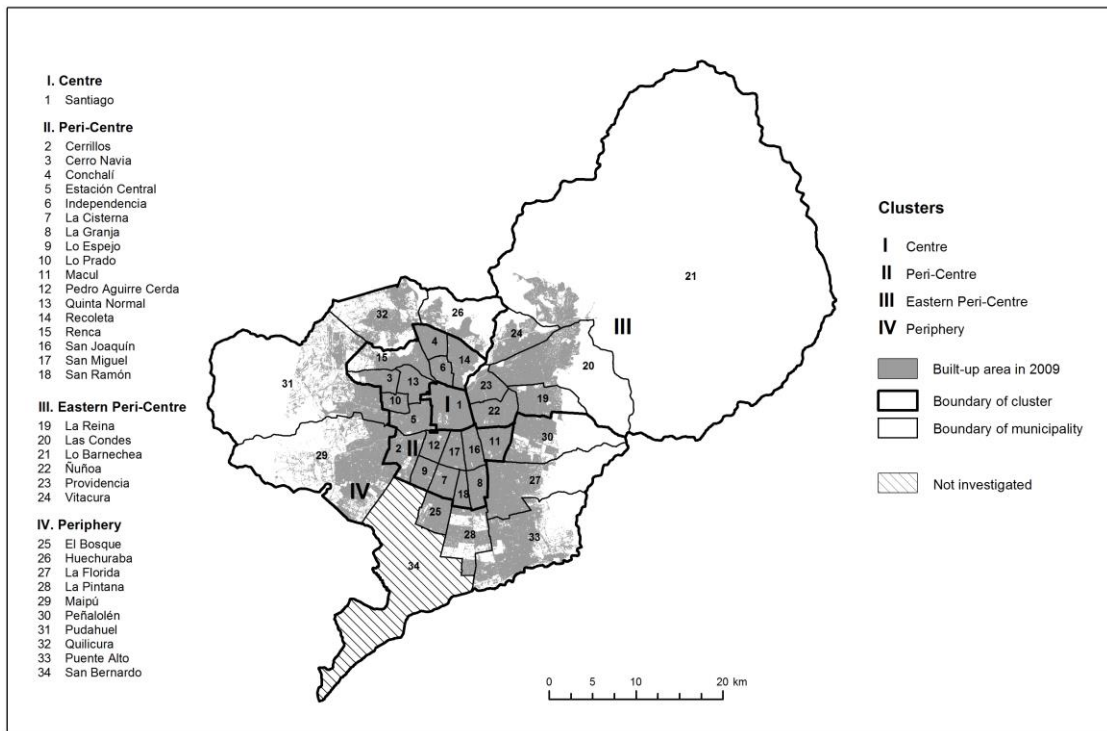 I. Centre
1 Santiago
II. Peri-Centre
2 Cerrillos
3 Cerro Navia
4 Conchalí
5 Estación Central
6 Independencia
7 La Cisterna
8 La Granja
9 Lo Espejo
10 Lo Prado
11 Macul
12 Pedro Aguirre Cerda
13 Quinta Normal
14 Recoleta
15 Renca
16 San Joaquín
17 San Miguel
18 San Ramón
III. Eastern Peri-Centre
19 La Reina
20 Las Condes
21 Lo Barnechea
22 Ñuñoa
23 Providencia
24 Vitacura
IV. Periphery
25 El Bosque
26 Huechuraba
27 La Florida
28 La Pintana
29 Maipú
30 Peñalolén
31 Pudahuel
32 Quilicura
33 Puente Alto
34 San Bernardo
21
26
32
24
III
4
15
14
20
6
31
3
13
23
10
I 1
19
22
5
30
2
II
12
17
16
11
29
9
7
18
8
27
IV
25
28
33
34
Clusters
I Centre
II Peri-Centre
III Eastern Peri-Centre
IV Periphery
Built-up area in 2009
Boundary of cluster
Boundary of municipality
Not investigated
0 5 10 20 km